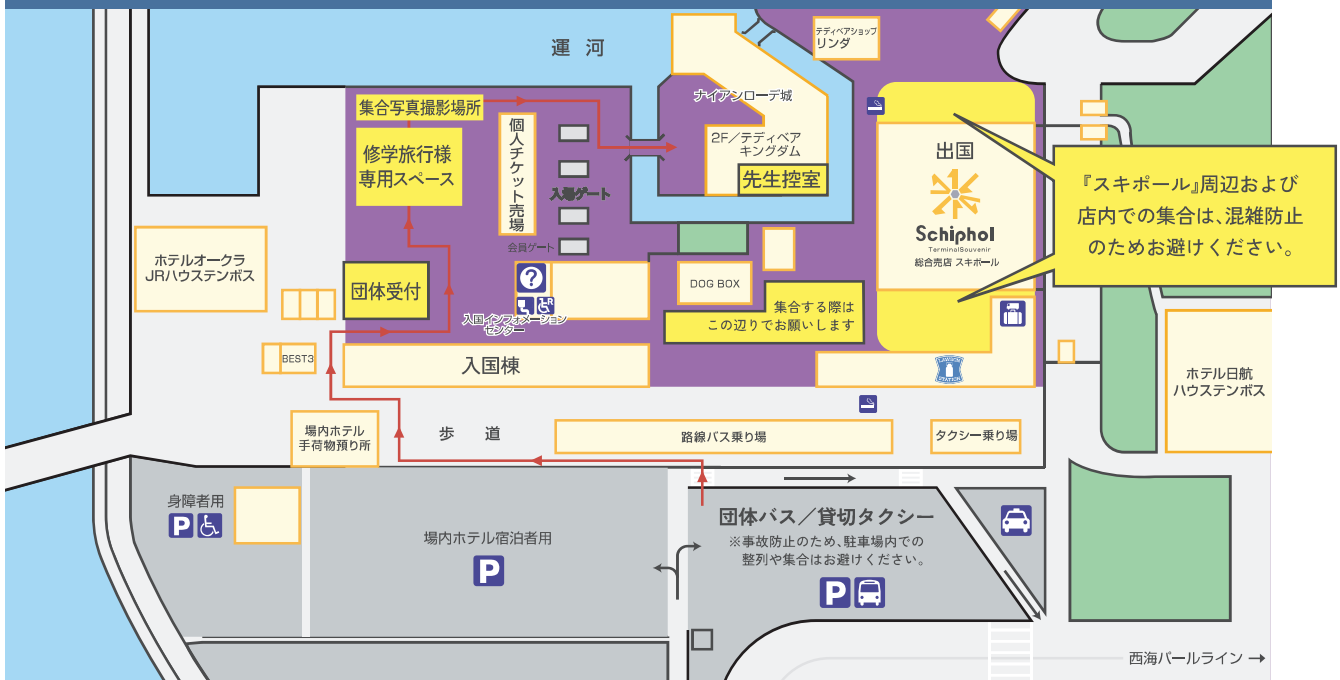 運河
テディベアショップ
リンダ
ナイアンローデ城
2F／テディベア
キングダム
先生控室
集合写真撮影場所
修学旅行様
専用スペース
個人チケット売場
入場ゲート
会員ゲート
出国
Schiphol
TerminalSouvenir
総合売店 スキポール
『スキポール』周辺および
店内での集合は、混雑防止
のためお避けください。
ホテルオークラ
JRハウステンボス
団体受付
?
R
入国インフォメーション
センター
DOG BOX
集合する際は
この辺りでお願いします
BEST3
入国棟
LAWSON
STATION
ホテル日航
ハウステンボス
場内ホテル
手荷物預り所
歩道
路線バス乗り場
タクシー乗り場
身障者用
P
場内ホテル宿泊者用
P
団体バス／貸切タクシー
※事故防止のため、駐車場内での
整列や集合はお避けください。
P
西海パールライン →